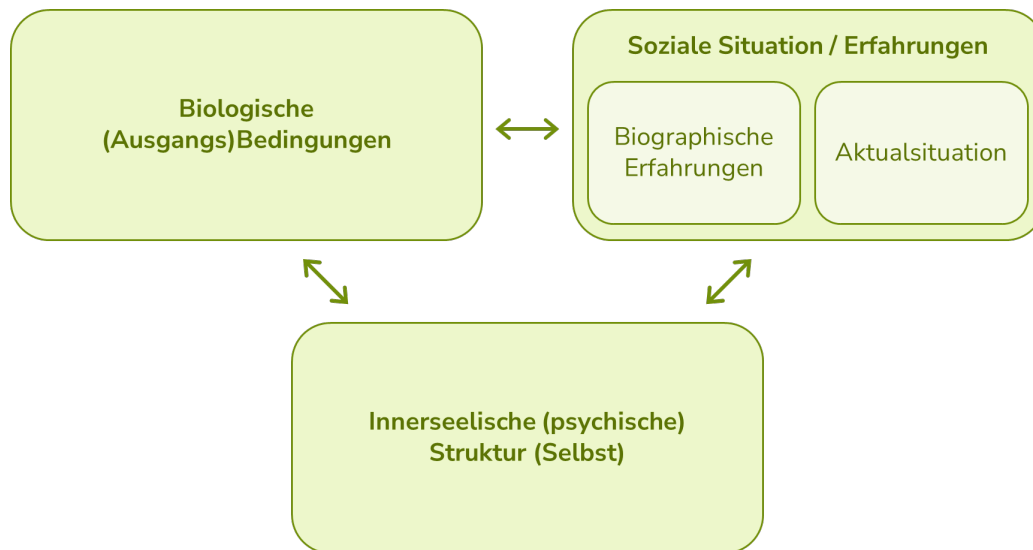 Biologische
(Ausgangs)Bedingungen
Soziale Situation / Erfahrungen
Biographische
Erfahrungen
Aktualsituation
Innerseelische (psychische)
Struktur (Selbst)